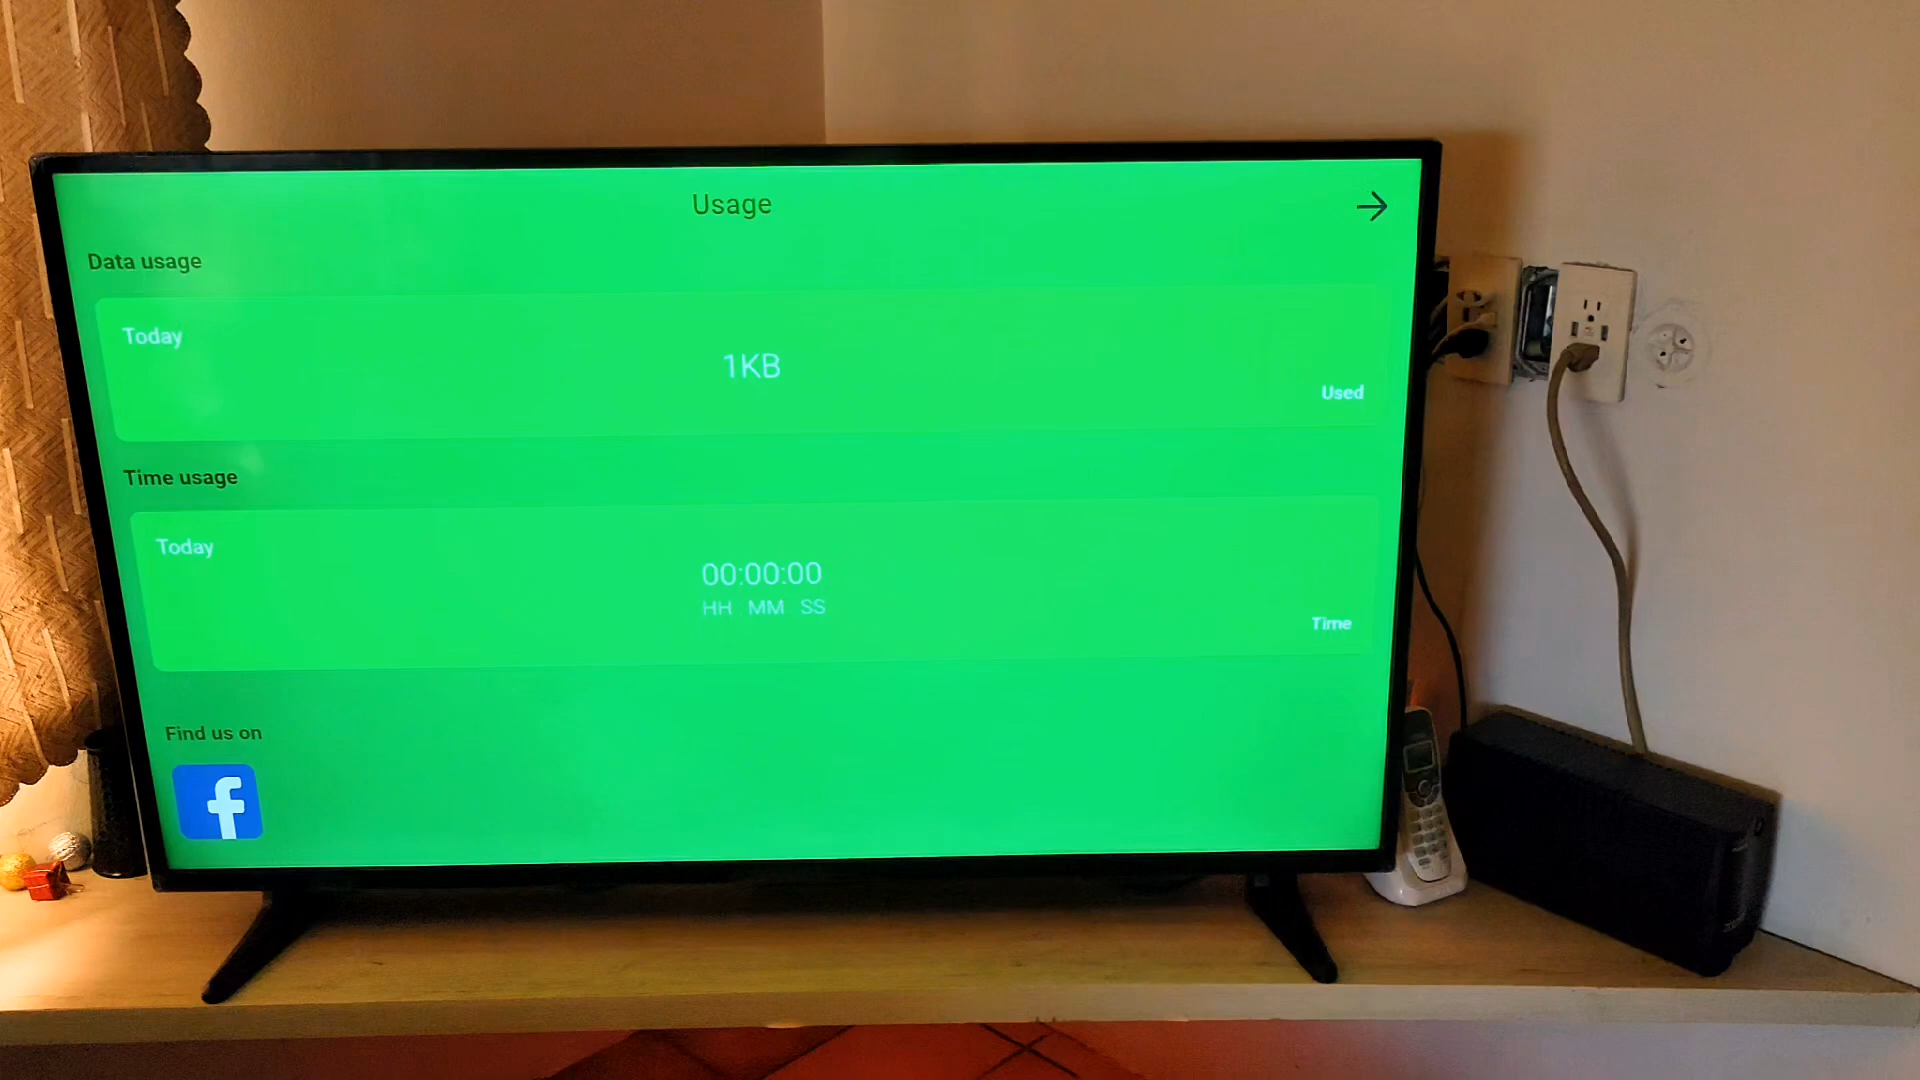 Usage
Data usage
Today
1KB
Used
Time usage
Today
00:00:00
HH MM SS
Time
Find us on
f